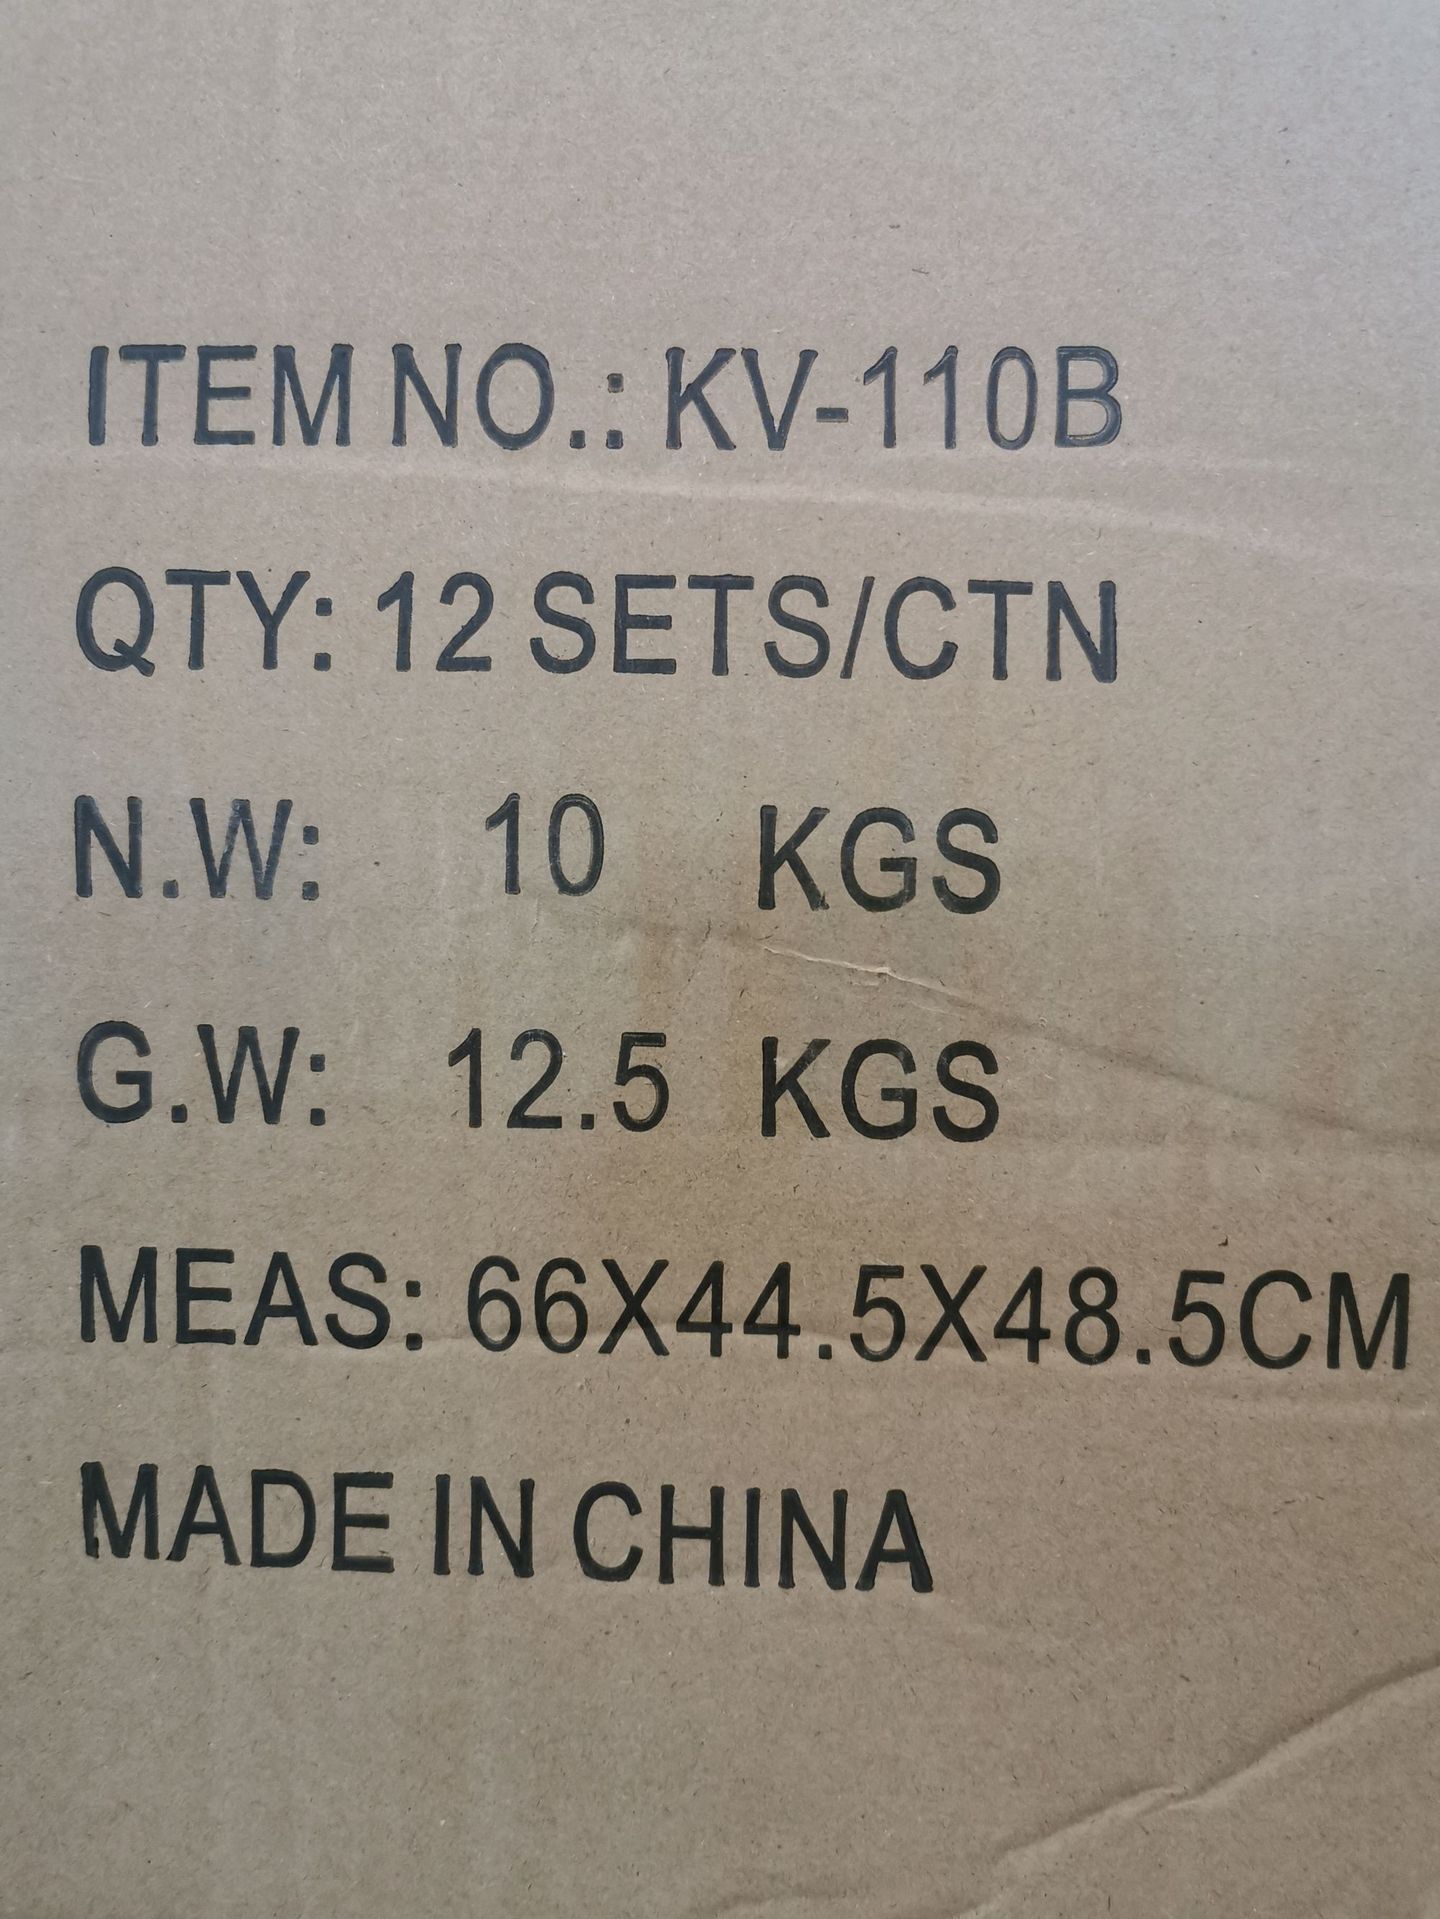 ITEM NO.: KV-110B
QTY: 12 SETS/CTN
N.W: 10 KGS
G.W: 12.5 KGS
MEAS: 66X44.5X48.5CM
MADE IN CHINA